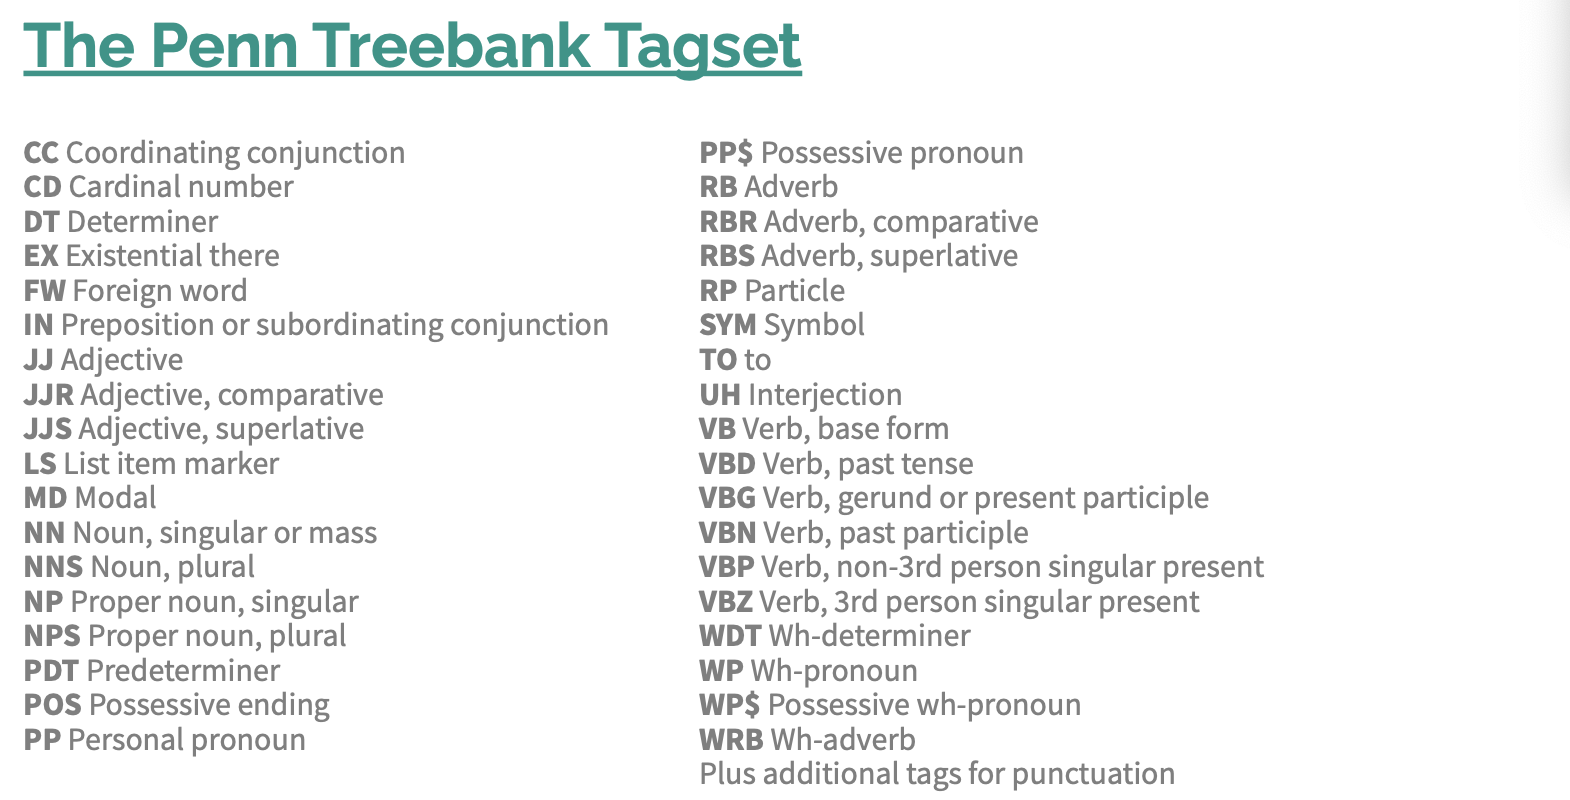 The Penn Treebank Tagset
CC Coordinating conjunction
CD Cardinal number
DT Determiner
EX Existential there
FW Foreign word
IN Preposition or subordinating conjunction
JJ Adjective
JJR Adjective, comparative
JJS Adjective, superlative
LS List item marker
MD Modal
NN Noun, singular or mass
NNS Noun, plural
NP Proper noun, singular
NPS Proper noun, plural
PDT Predeterminer
POS Possessive ending
PP Personal pronoun
PP$ Possessive pronoun
RB Adverb
RBR Adverb, comparative
RBS Adverb, superlative
RP Particle
SYM Symbol
TO to
UH Interjection
VB Verb, base form
VBD Verb, past tense
VBG Verb, gerund or present participle
VBN Verb, past participle
VBP Verb, non-3rd person singular present
VBZ Verb, 3rd person singular present
WDT Wh-determiner
WP Wh-pronoun
WP$ Possessive wh-pronoun
WRB Wh-adverb
Plus additional tags for punctuation